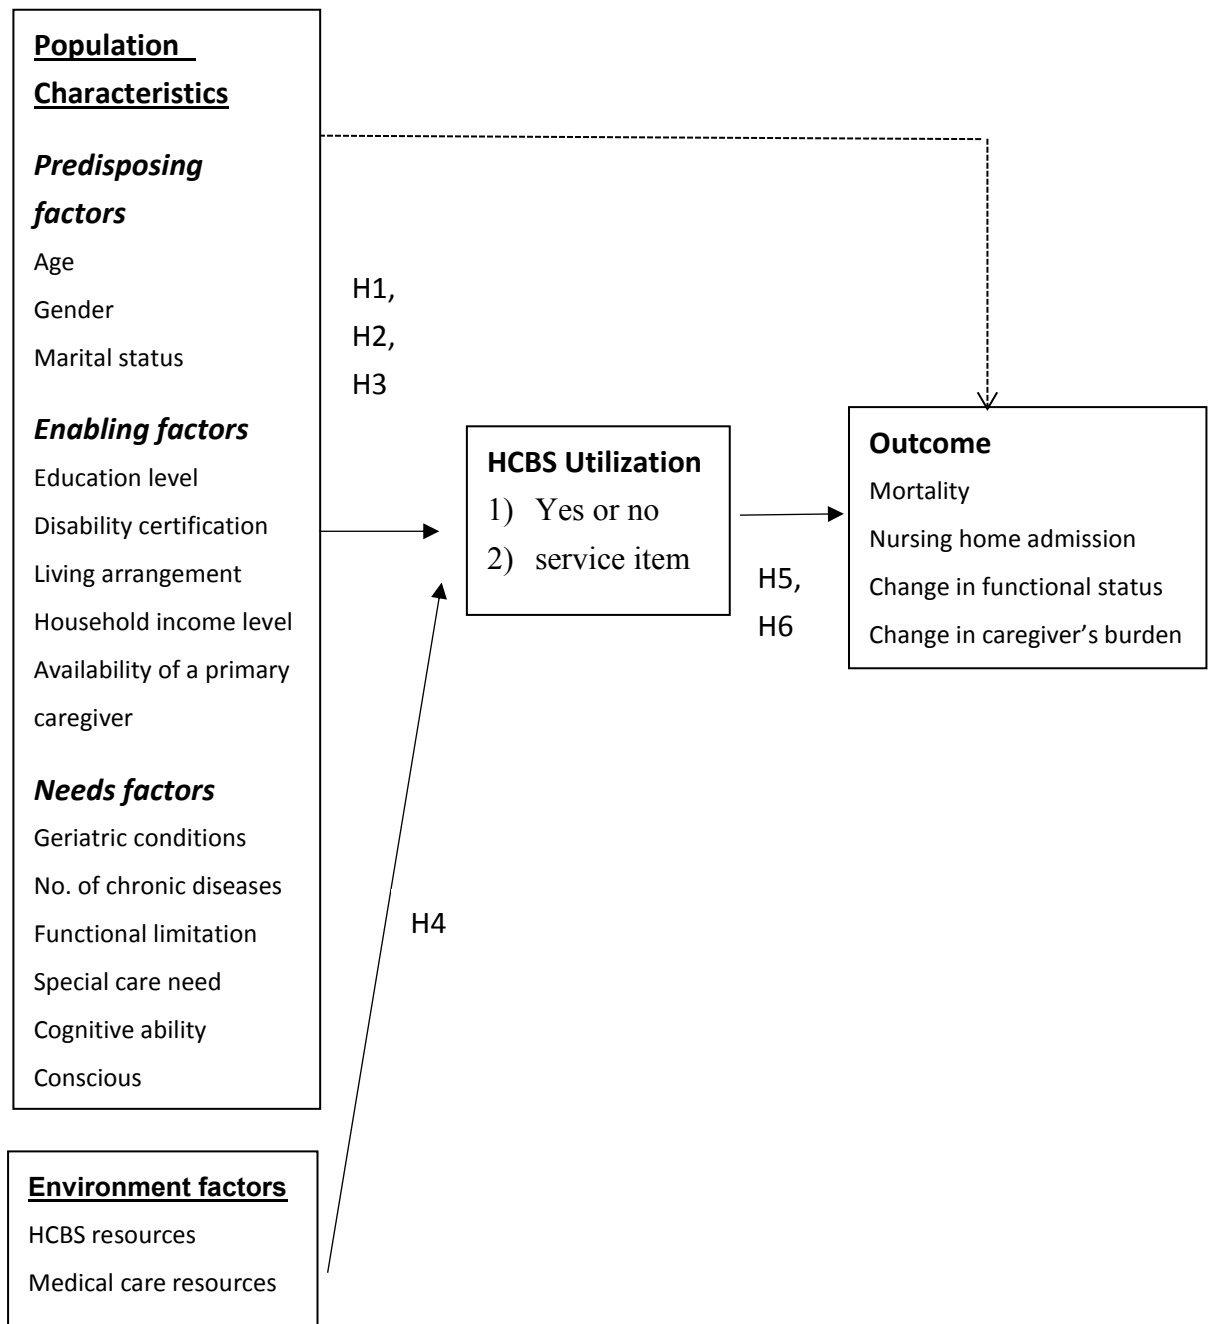 Population
Characteristics
Predisposing
factors
Age
Gender
Marital status
Enabling factors
Education level
Disability certification
Living arrangement
Household income level
Availability of a primary
caregiver
Needs factors
Geriatric conditions
No. of chronic diseases
Functional limitation
Special care need
Cognitive ability
Conscious
Environment factors
HCBS resources
Medical care resources
H1,
H2,
H3
H4
HCBS Utilization
1) Yes or no
2) service item
H5,
H6
Outcome
Mortality
Nursing home admission
Change in functional status
Change in caregiver’s burden